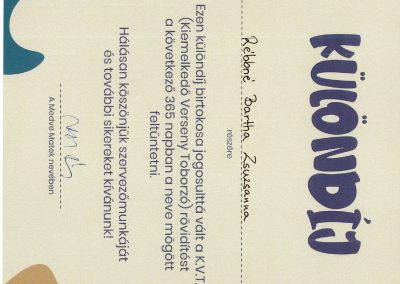 KÜLÖNDÍJ
Rébbné Bartha Zsuzsanna
részére
Ezen különdíj birtokosa jogosulttá vált a K.V.T.
(Kiemelkedő Verseny Toborzó) rövidítést
a következő 365 napban a neve mögött
feltüntetni.
Hálásan köszönjük szervezőmunkáját
és további sikereket kívánunk!
A Medve Matek nevében